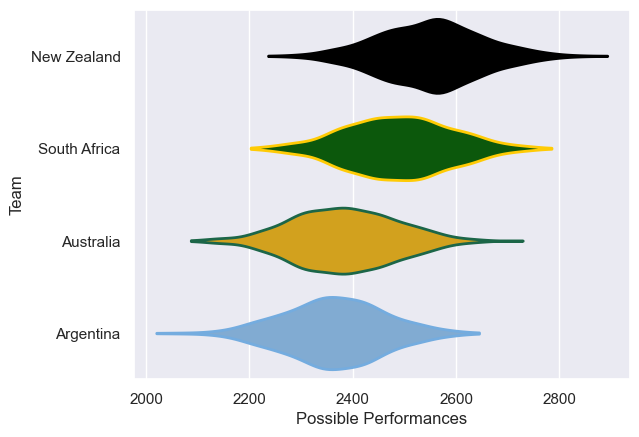 New Zealand
South Africa
Australia
Argentina
Team
2000 2200 2400 2600 2800
Possible Performances